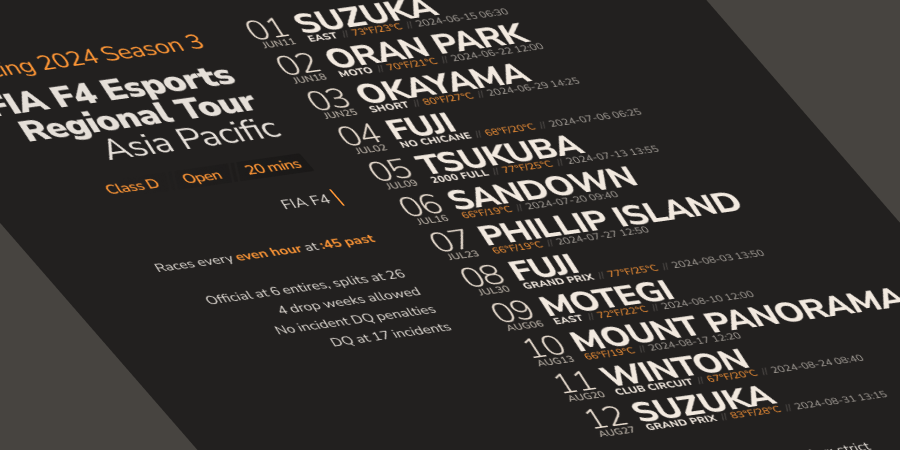 ing 2024 Season 3
FIA F4 Esports
Regional Tour
Asia Pacific
Class D Open 20 mins
FIA F4
Races every even hour at :45 past
Official at 6 entires, splits at 26
4 drop weeks allowed
No incident DQ penalties
DQ at 17 incidents
01 SUZUKA
JUN11 EAST // 73°F/23°C // 2024-06-15 06:30
02 ORAN PARK
JUN18 MOTO // 70°F/21°C // 2024-06-22 12:00
03 OKAYAMA
JUN25 SHORT // 80°F/27°C // 2024-06-29 14:25
04 FUJI
JUL02 NO CHICANE // 68°F/20°C // 2024-07-06 06:25
05 TSUKUBA
JUL09 2000 FULL // 77°F/25°C // 2024-07-13 13:55
06 SANDOWN
JUL16 66°F/19°C // 2024-07-20 09:40
07 PHILLIP ISLAND
JUL23 66°F/19°C // 2024-07-27 12:50
08 FUJI
JUL30 GRAND PRIX // 77°F/25°C // 2024-08-03 13:50
09 MOTEGI
AUG06 EAST // 72°F/22°C // 2024-08-10 12:00
10 MOUNT PANORAMA
AUG13 66°F/19°C // 2024-08-17 12:20
11 WINTON
AUG20 CLUB CIRCUIT // 67°F/20°C // 2024-08-24 08:40
12 SUZUKA
AUG27 GRAND PRIX // 83°F/28°C // 2024-08-31 13:15
strict